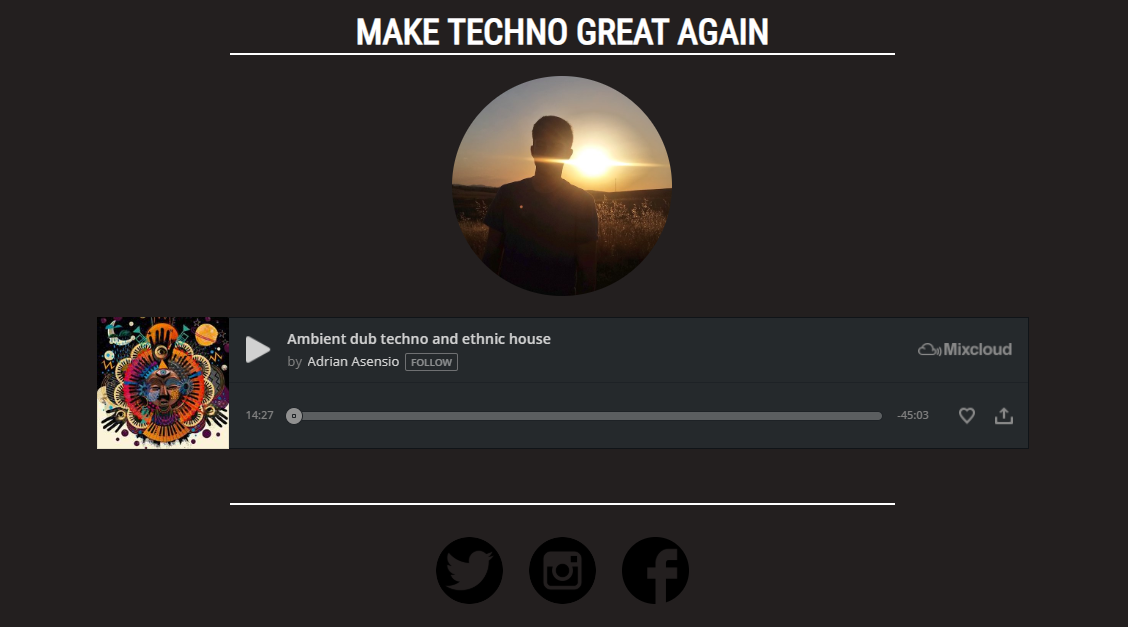 MAKE TECHNO GREAT AGAIN
Ambient dub techno and ethnic house
by Adrian Asensio FOLLOW
Mixcloud
14:27
-45:03